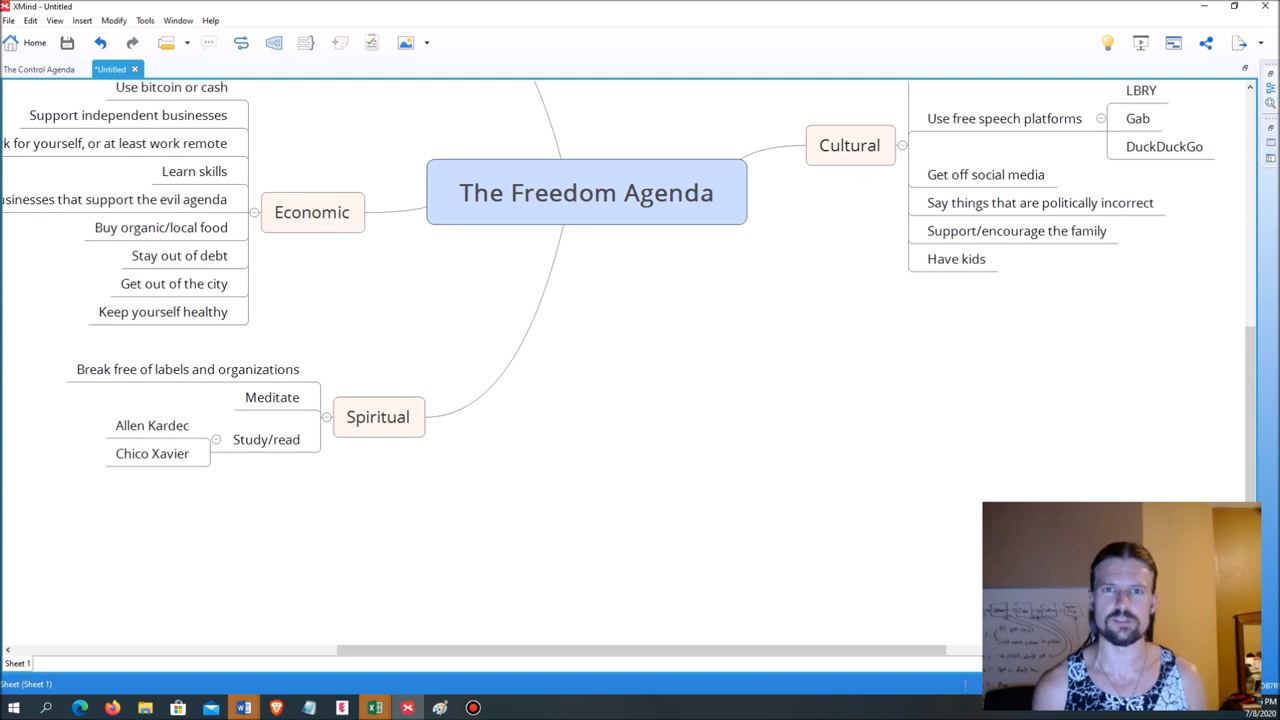 XMind - Untitled
File Edit View Insert Modify Tools Window Help
Home
The Control Agenda *Untitled
Use bitcoin or cash
Support independent businesses
k for yourself, or at least work remote
Learn skills
usinesses that support the evil agenda
Buy organic/local food
Stay out of debt
Get out of the city
Keep yourself healthy
Economic
The Freedom Agenda
Cultural
LBRY
Use free speech platforms
Gab
DuckDuckGo
Get off social media
Say things that are politically incorrect
Support/encourage the family
Have kids
Break free of labels and organizations
Meditate
Spiritual
Allen Kardec
Study/read
Chico Xavier
Sheet 1
Sheet (Sheet 1)
PM
7/8/2020